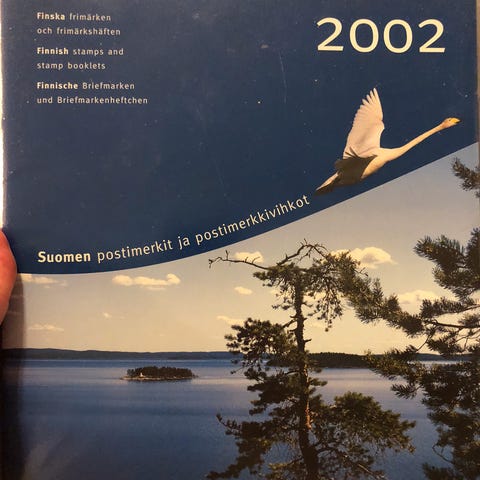 Finska frimärken
och frimärkshäften
Finnish stamps and
stamp booklets
Finnische Briefmarken
und Briefmarkenheftchen
2002
Suomen postimerkit ja postimerkkivihkot